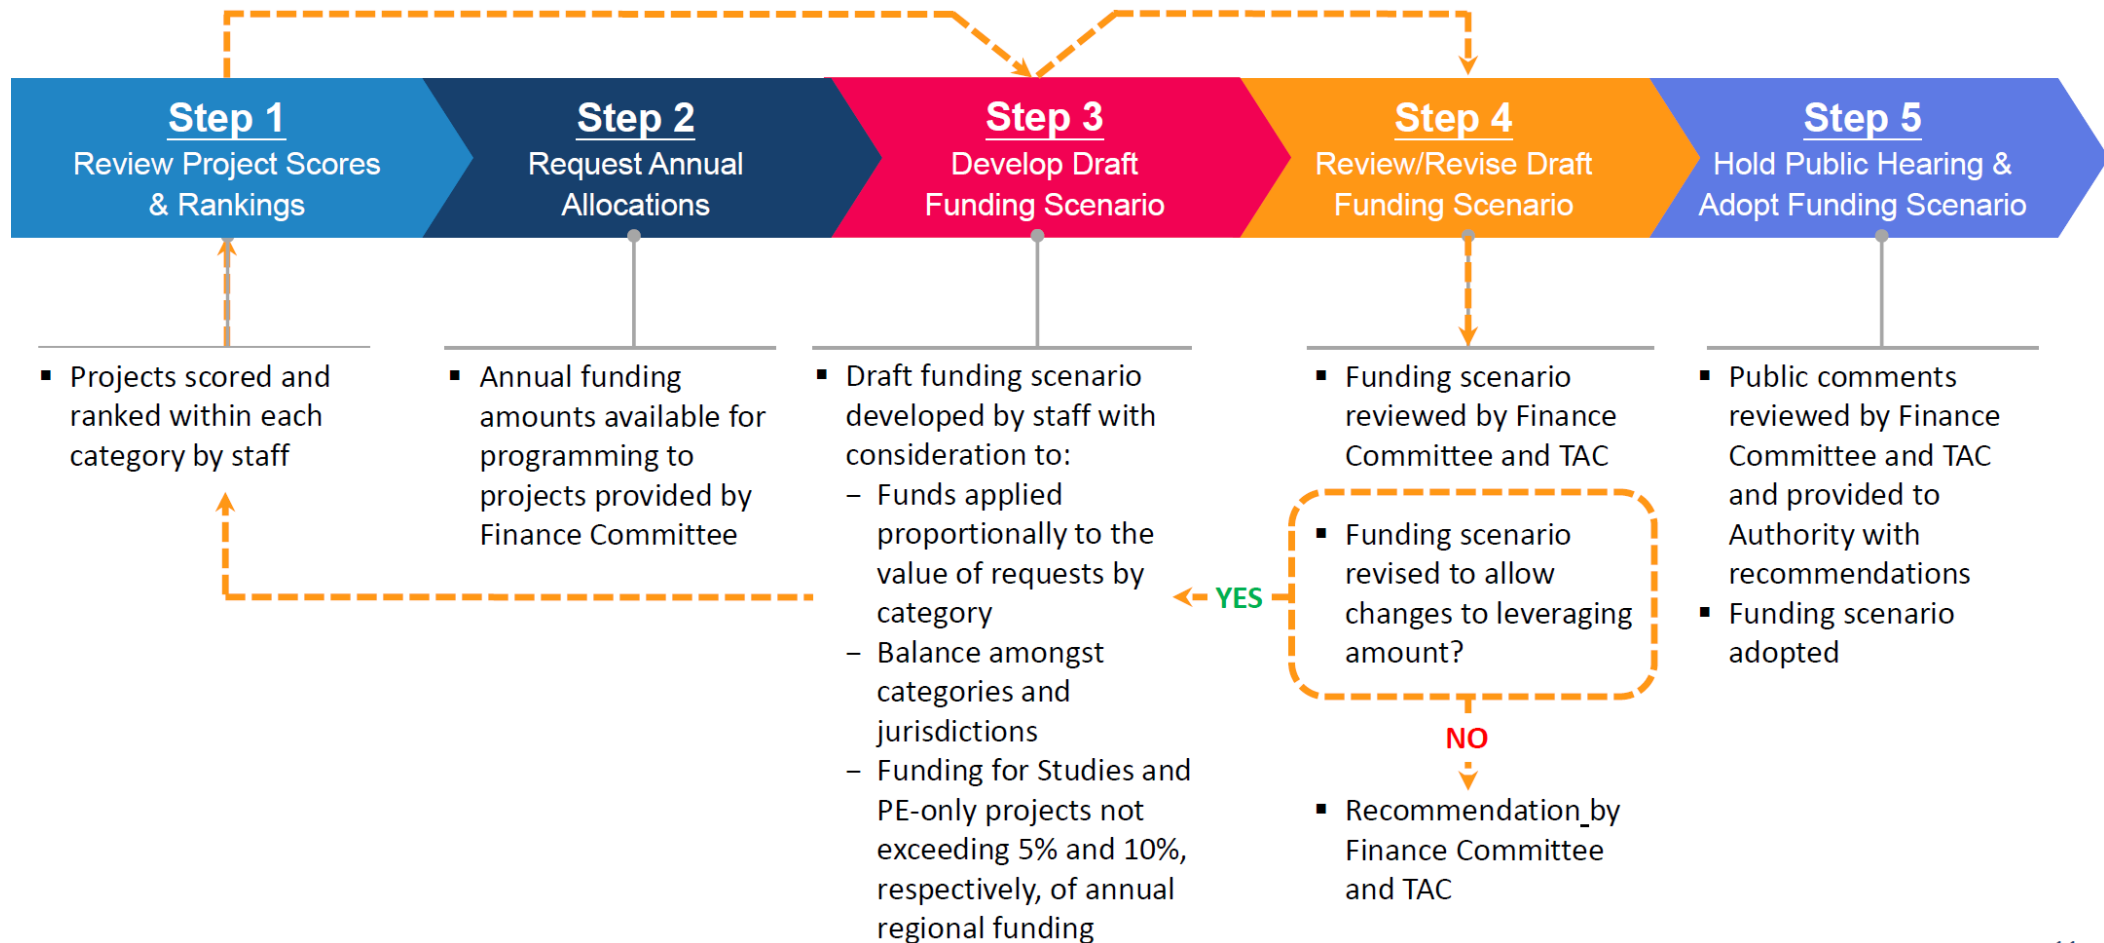 Step 1
Review Project Scores
& Rankings
Step 2
Request Annual
Allocations
Step 3
Develop Draft
Funding Scenario
Step 4
Review/Revise Draft
Funding Scenario
Step 5
Hold Public Hearing &
Adopt Funding Scenario
▪ Projects scored and
ranked within each
category by staff
▪ Annual funding
amounts available for
programming to
projects provided by
Finance Committee
▪ Draft funding scenario
developed by staff with
consideration to:
– Funds applied
proportionally to the
value of requests by
category
– Balance amongst
categories and
jurisdictions
– Funding for Studies and
PE-only projects not
exceeding 5% and 10%,
respectively, of annual
regional funding
▪ Funding scenario
reviewed by Finance
Committee and TAC
▪ Funding scenario
revised to allow
changes to leveraging
amount?
YES
NO
▪ Recommendation by
Finance Committee
and TAC
▪ Public comments
reviewed by Finance
Committee and TAC
and provided to
Authority with
recommendations
▪ Funding scenario
adopted